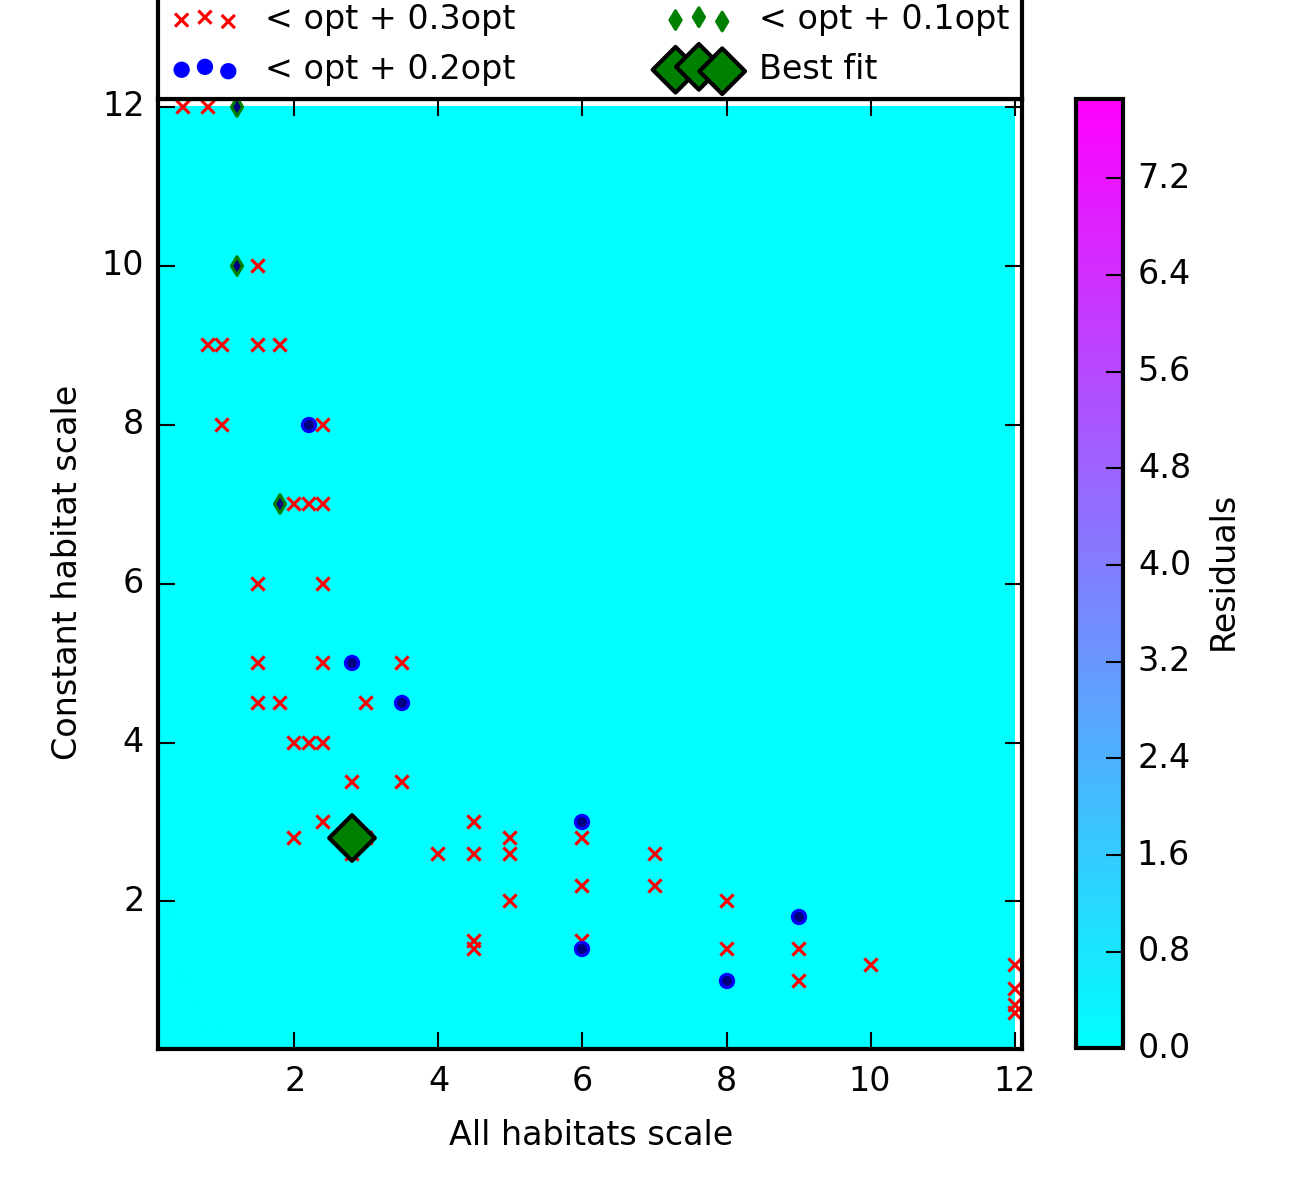 < opt + 0.3opt
< opt + 0.1opt
< opt + 0.2opt
Best fit
12
10
8
6
4
2
Constant habitat scale
2 4 6 8 10 12
All habitats scale
7.2
6.4
5.6
4.8
4.0
3.2
2.4
1.6
0.8
0.0
Residuals